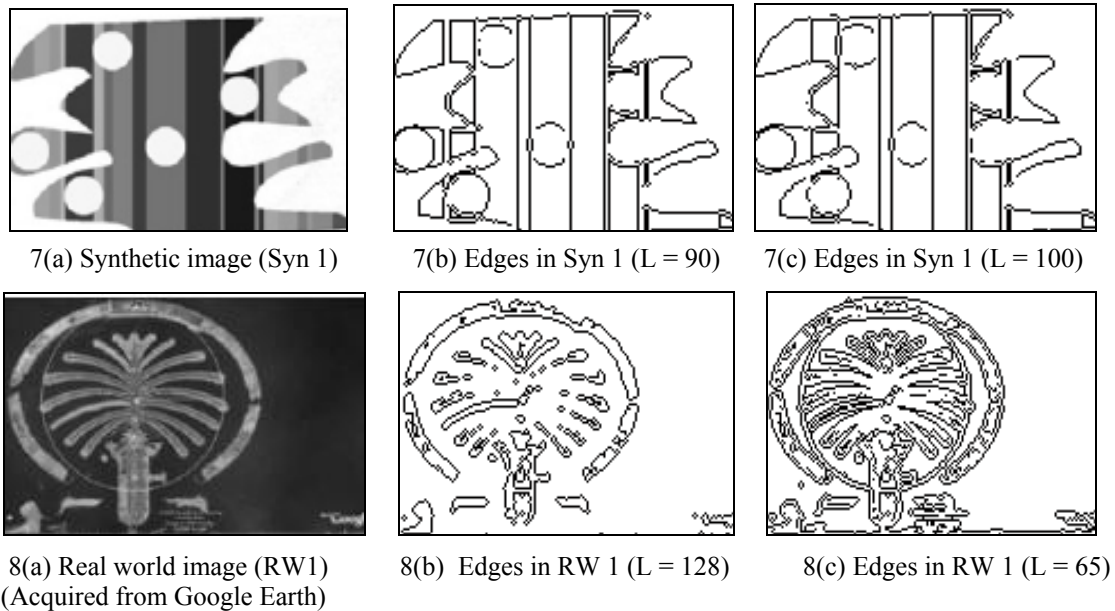 7(a) Synthetic image (Syn 1)
7(b) Edges in Syn 1 (L = 90)
7(c) Edges in Syn 1 (L = 100)
8(a) Real world image (RW1)
(Acquired from Google Earth)
8(b) Edges in RW 1 (L = 128)
8(c) Edges in RW 1 (L = 65)